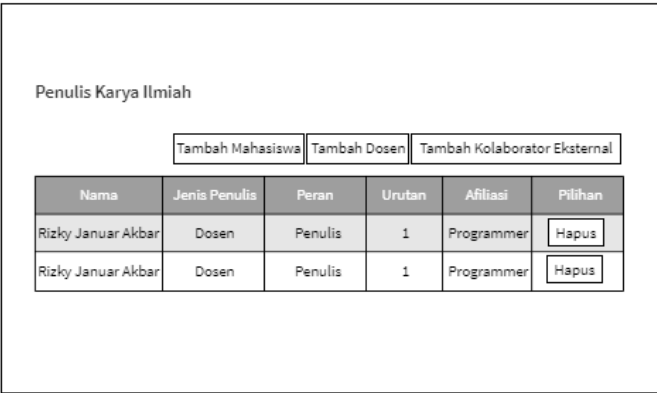 Penulis Karya Ilmiah
Tambah Mahasiswa Tambah Dosen Tambah Kolaborator Eksternal
Nama Jenis Penulis Peran Urutan Afiliasi Pilihan
Rizky Januar Akbar Dosen Penulis 1 Programmer Hapus
Rizky Januar Akbar Dosen Penulis 1 Programmer Hapus